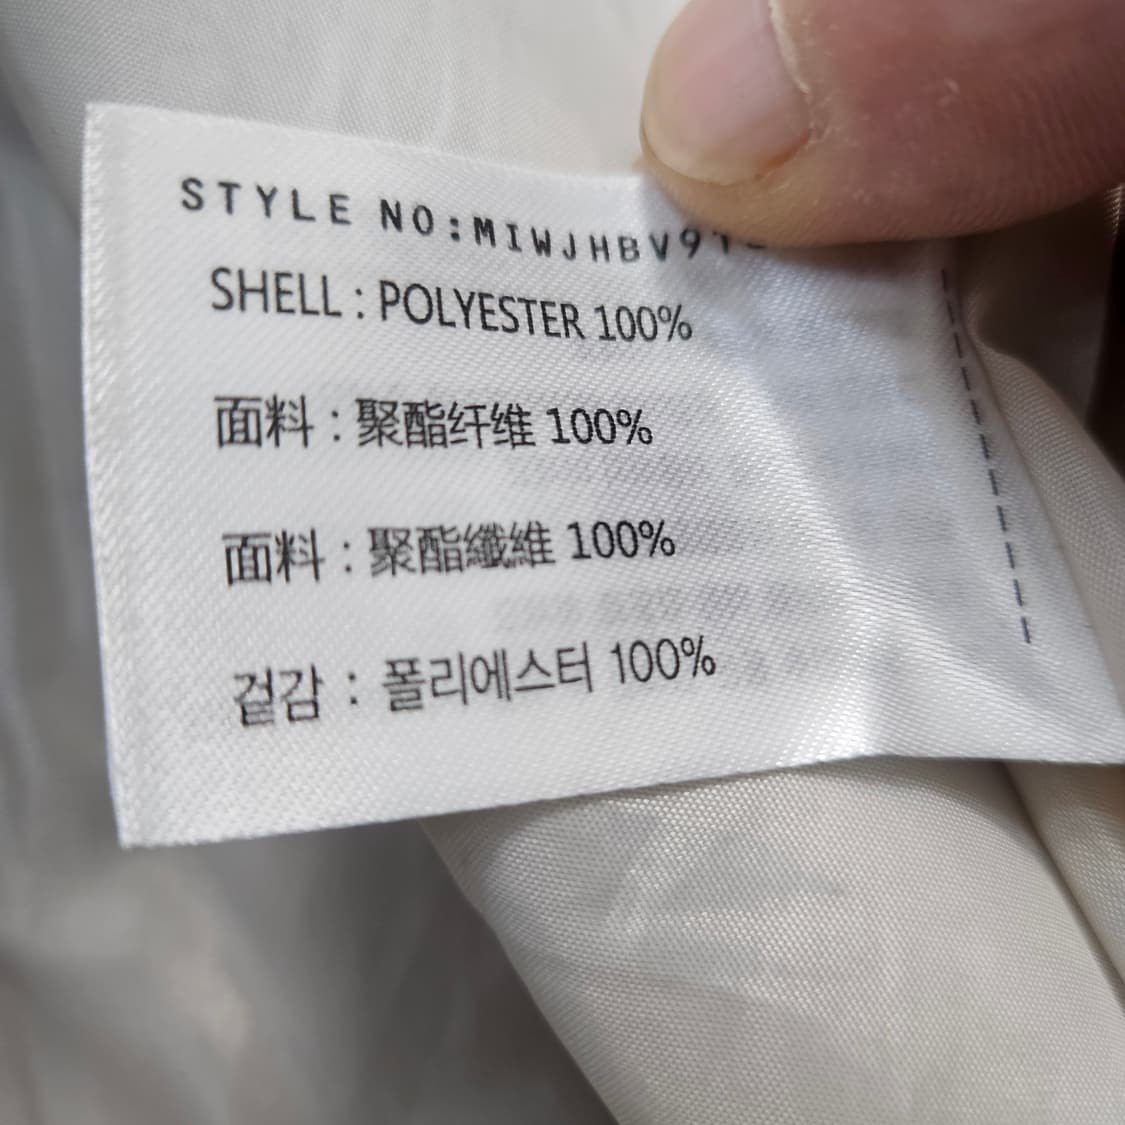 STYLE NO:MIWJHBV91
SHELL : POLYESTER 100%
面料 : 聚酯纤维 100%
面料 : 聚酯纖維 100%
겉감 : 폴리에스터 100%